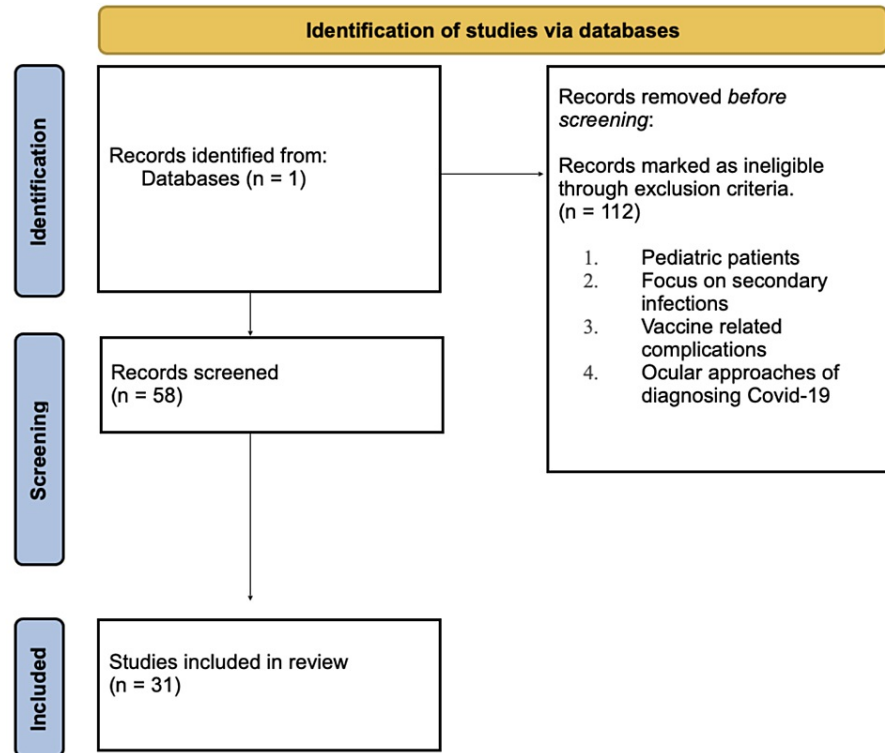 Identification of studies via databases
Identification
Records identified from:
Databases (n = 1)
Records removed before
screening:
Records marked as ineligible
through exclusion criteria.
(n = 112)
1. Pediatric patients
2. Focus on secondary
infections
3. Vaccine related
complications
4. Ocular approaches of
diagnosing Covid-19
Screening
Records screened
(n = 58)
Included
Studies included in review
(n = 31)